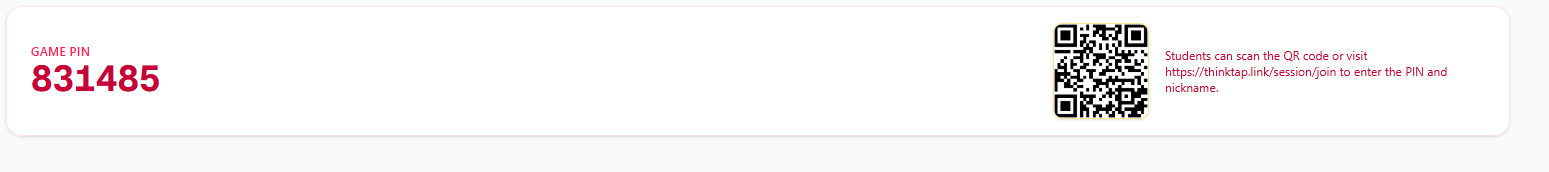 GAME PIN
831485
Students can scan the QR code or visit
https://thinktap.link/session/join to enter the PIN and
nickname.